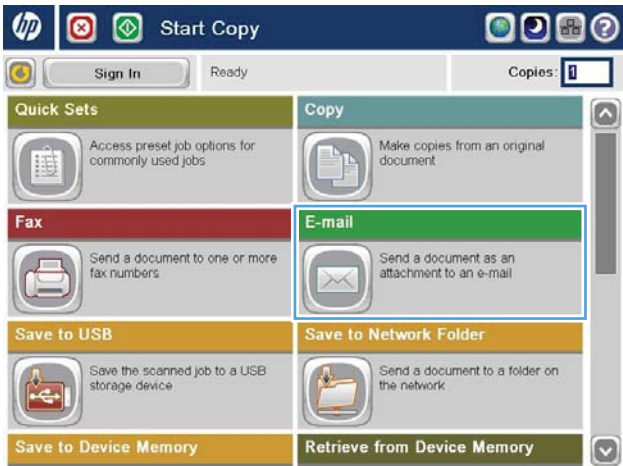 hp
Start Copy
Sign In
Ready
Copies: 1
Quick Sets
Access preset job options for
commonly used jobs
Copy
Make copies from an original
document
Fax
Send a document to one or more
fax numbers
E-mail
Send a document as an
attachment to an e-mail
Save to USB
Save the scanned job to a USB
storage device
Save to Network Folder
Send a document to a folder on
the network
Save to Device Memory
Retrieve from Device Memory